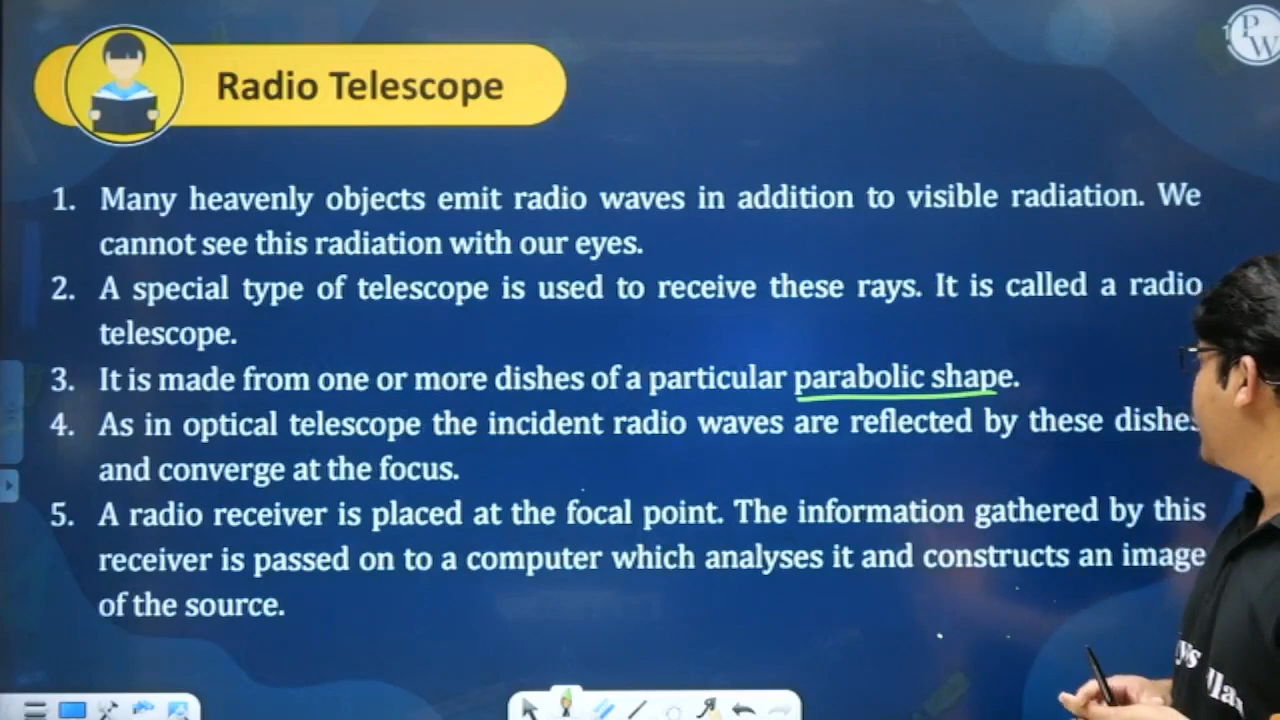 Radio Telescope
PW
1. Many heavenly objects emit radio waves in addition to visible radiation. We
cannot see this radiation with our eyes.
2. A special type of telescope is used to receive these rays. It is called a radio
telescope.
3. It is made from one or more dishes of a particular parabolic shape.
4. As in optical telescope the incident radio waves are reflected by these dishes
and converge at the focus.
5. A radio receiver is placed at the focal point. The information gathered by this
receiver is passed on to a computer which analyses it and constructs an image
of the source.